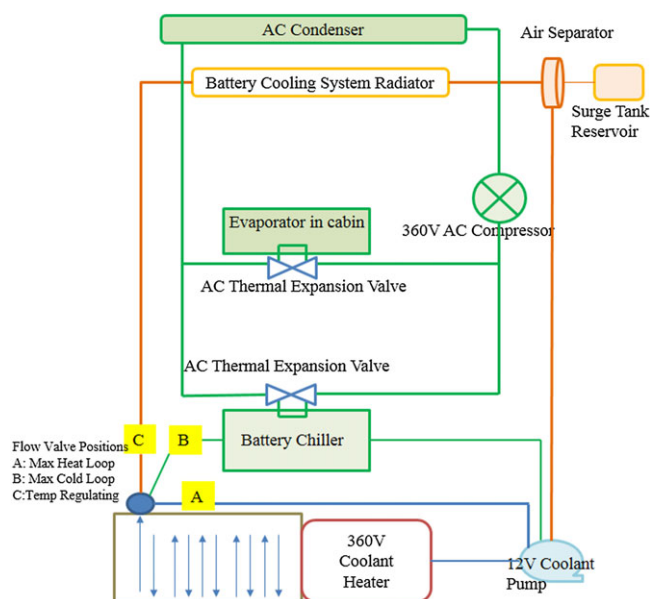 AC Condenser
Air Separator
Battery Cooling System Radiator
Surge Tank
Reservoir
Evaporator in cabin
360V AC Compressor
AC Thermal Expansion Valve
AC Thermal Expansion Valve
C
B
Battery Chiller
Flow Valve Positions
A: Max Heat Loop
B: Max Cold Loop
C:Temp Regulating
A
360V
Coolant
Heater
12V Coolant
Pump